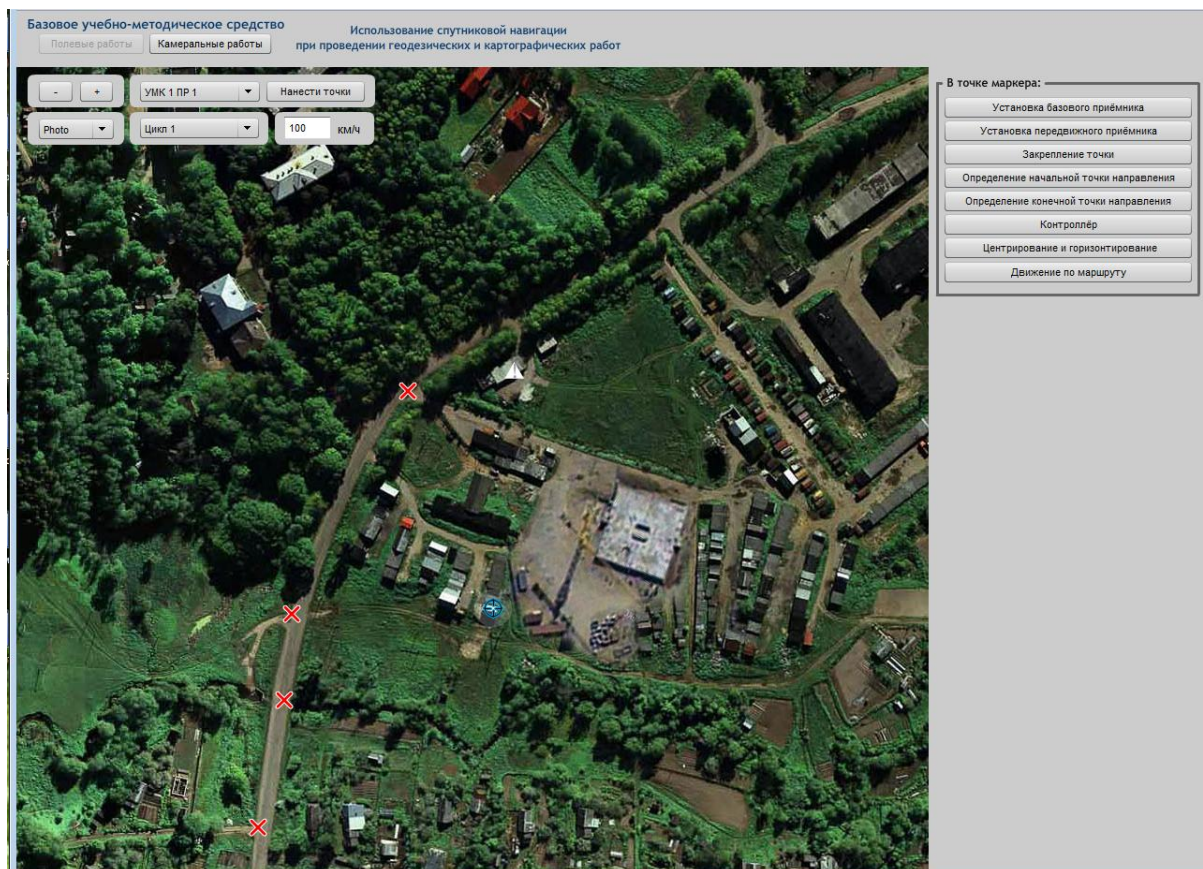 Базовое учебно-методическое средство
Полевые работы
Камеральные работы
Использование спутниковой навигации
при проведении геодезических и картографических работ
-
+
УМК 1 ПР 1
Нанести точки
Photo
Цикл 1
100
км/ч
В точке маркера:
Установка базового приёмника
Установка передвижного приёмника
Закрепление точки
Определение начальной точки направления
Определение конечной точки направления
Контроллёр
Центрирование и горизонтирование
Движение по маршруту